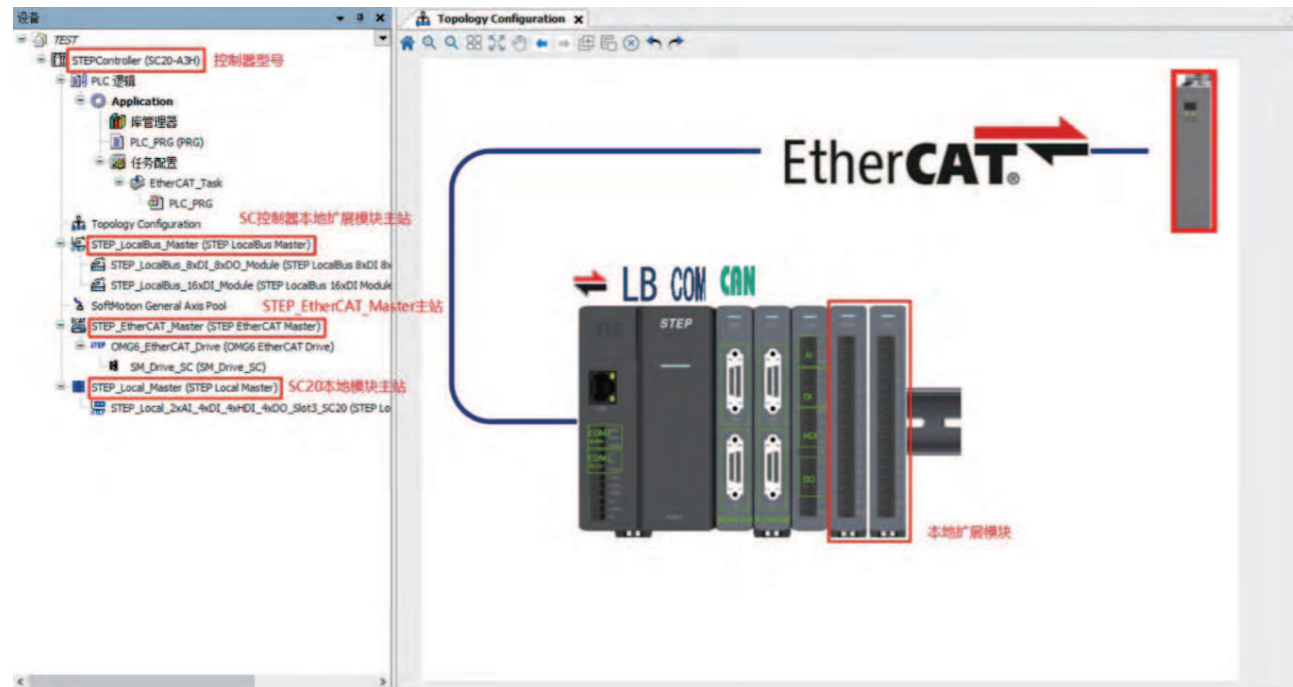 设备
TEST
STEPController (SC20-A3H)
控制器型号
PLC 逻辑
Application
库管理器
PLC_PRG (PRG)
任务配置
EtherCAT_Task
PLC_PRG
Topology Configuration
SC控制器本地扩展模块主站
STEP_LocalBus_Master (STEP LocalBus Master)
STEP_LocalBus_8xDI_8xDO_Module (STEP LocalBus 8xDI 8x
STEP_LocalBus_16xDI_Module (STEP LocalBus 16xDI Module
SoftMotion General Axis Pool
STEP_EtherCAT_Master主站
STEP_EtherCAT_Master (STEP EtherCAT Master)
OMG6_EtherCAT_Drive (OMG6 EtherCAT Drive)
SM_Drive_SC (SM_Drive_SC)
STEP_Local_Master (STEP Local Master)
SC20本地模块主站
STEP_Local_2xAI_4xDI_4xHDI_4xDO_Slot3_SC20 (STEP Lo
Topology Configuration
EtherCAT®
LB COM CAN
STEP
AI
DI
HDI
DO
COM2
COM1
本地扩展模块